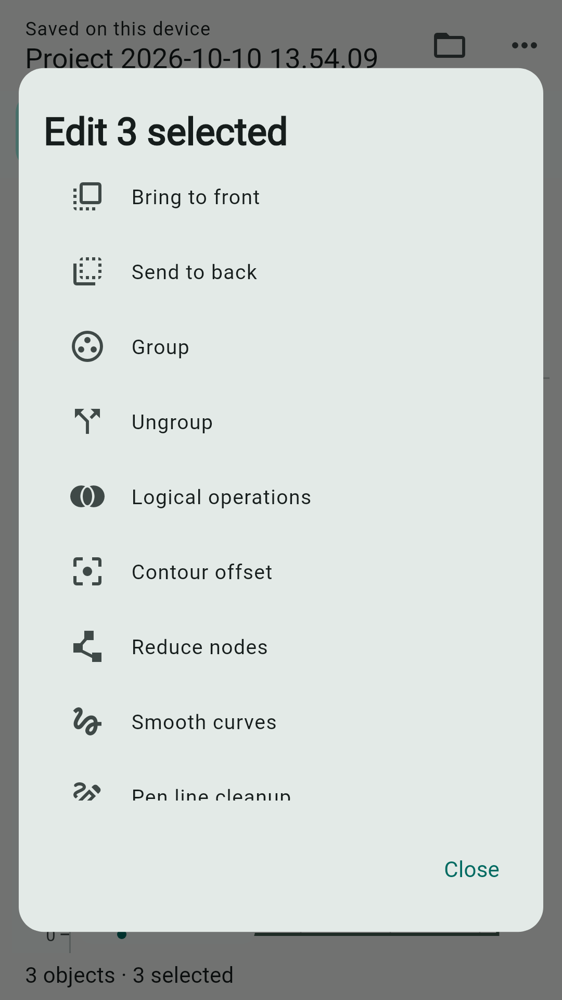 Saved on this device
Project 2026-10-10 13.54.09
Edit 3 selected
Bring to front
Send to back
Group
Ungroup
Logical operations
Contour offset
Reduce nodes
Smooth curves
Pen line cleanup
Close
0
3 objects · 3 selected